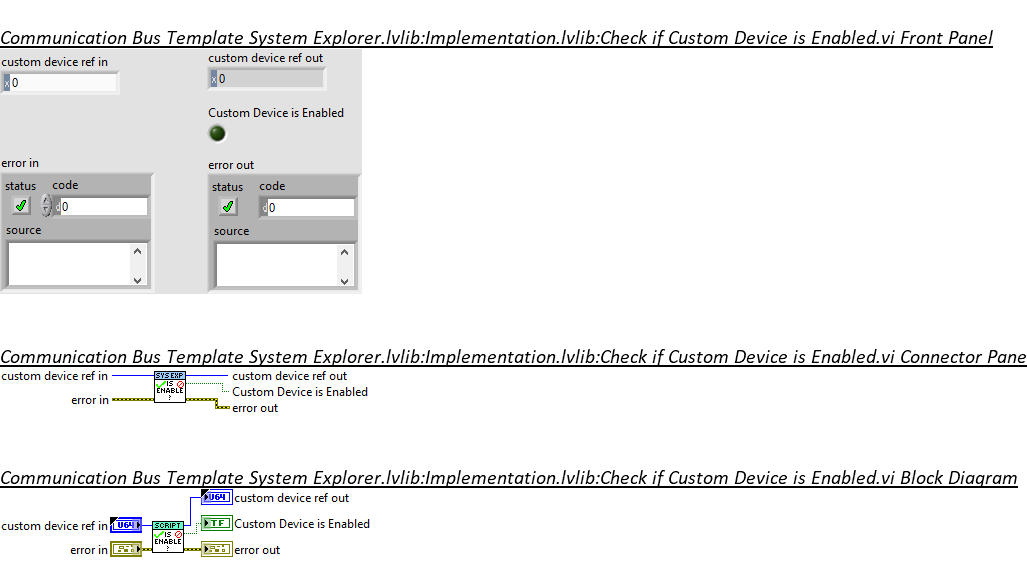 Communication Bus Template System Explorer.lvlib:Implementation.lvlib:Check if Custom Device is Enabled.vi Front Panel
custom device ref in
custom device ref out
x 0
x 0
Custom Device is Enabled
error in
error out
status code
status code
d 0
d 0
source
source
Communication Bus Template System Explorer.lvlib:Implementation.lvlib:Check if Custom Device is Enabled.vi Connector Pane
custom device ref in
SYS EXP
custom device ref out
IS
Custom Device is Enabled
ENABLE
error in
?
error out
Communication Bus Template System Explorer.lvlib:Implementation.lvlib:Check if Custom Device is Enabled.vi Block Diagram
U64 custom device ref out
custom device ref in U64
SCRIPT
TF Custom Device is Enabled
IS
ENABLE
?
error in
error out